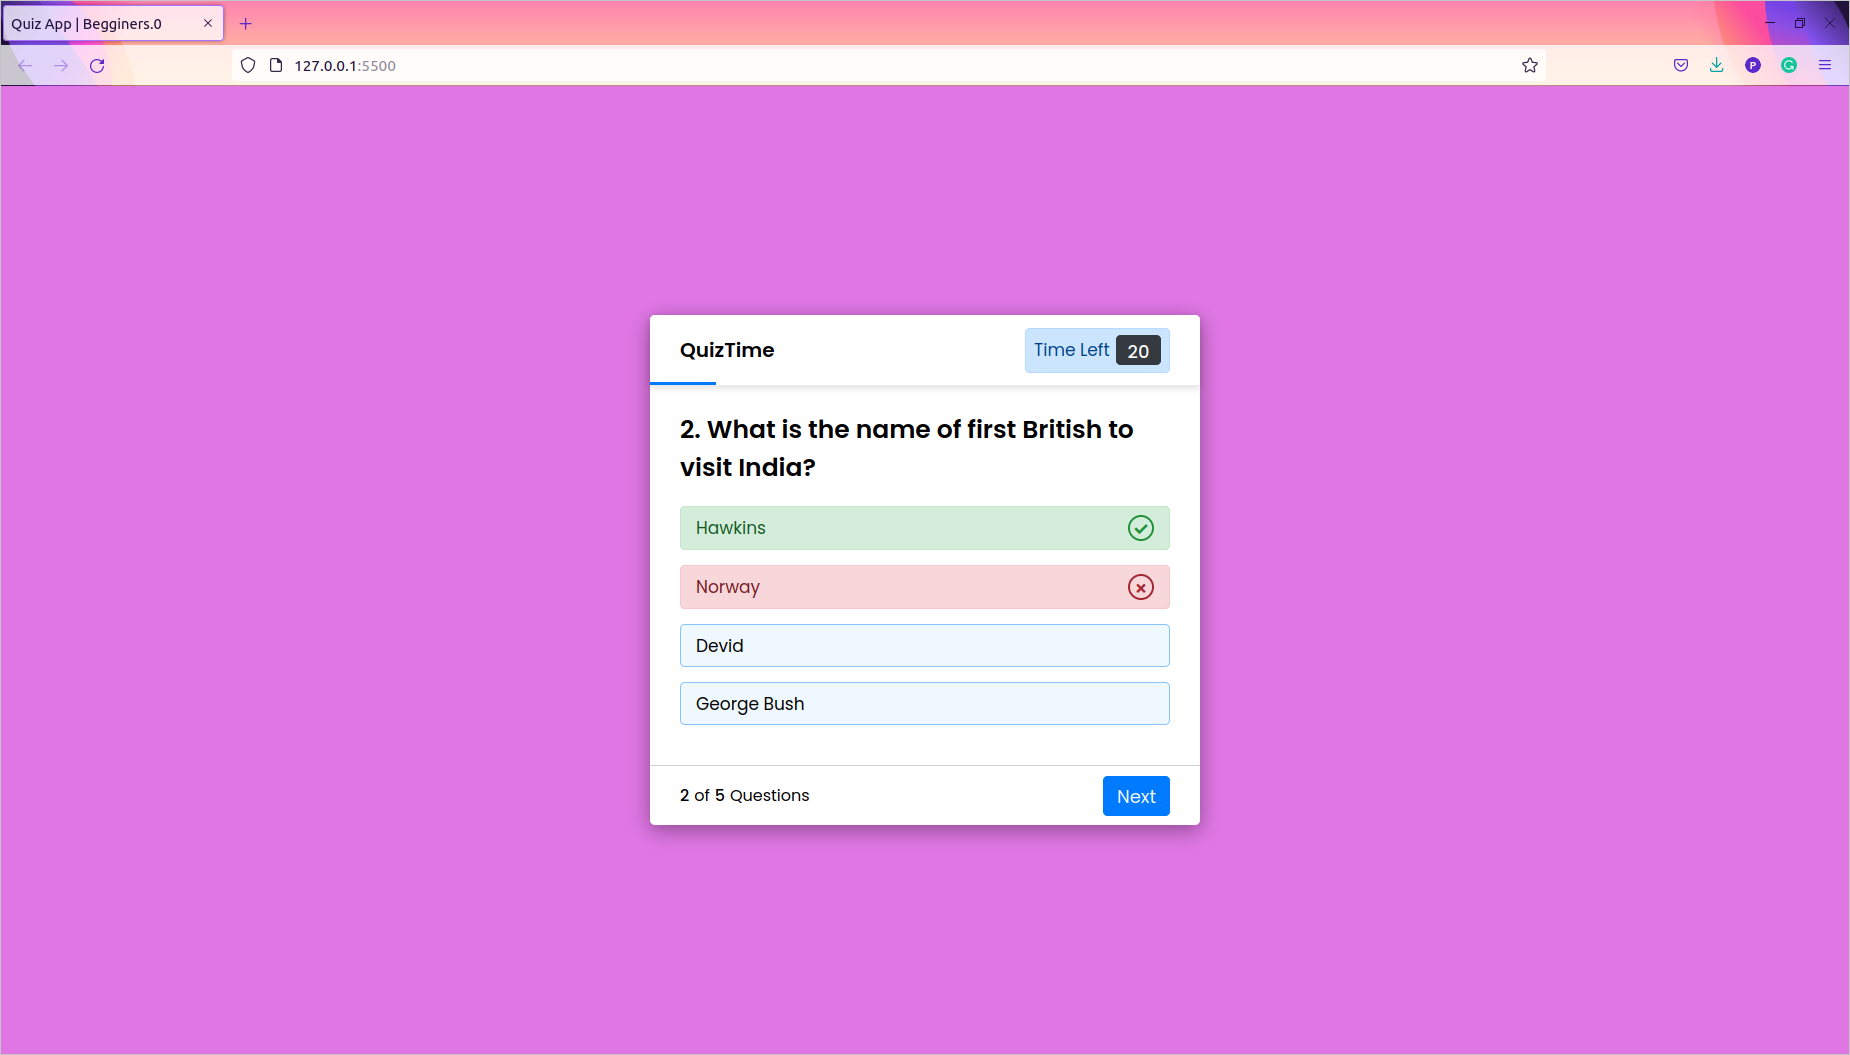 Quiz App | Begginers.0
127.0.0.1:5500
P
QuizTime
Time Left 20
2. What is the name of first British to
visit India?
Hawkins
Norway
Devid
George Bush
2 of 5 Questions
Next